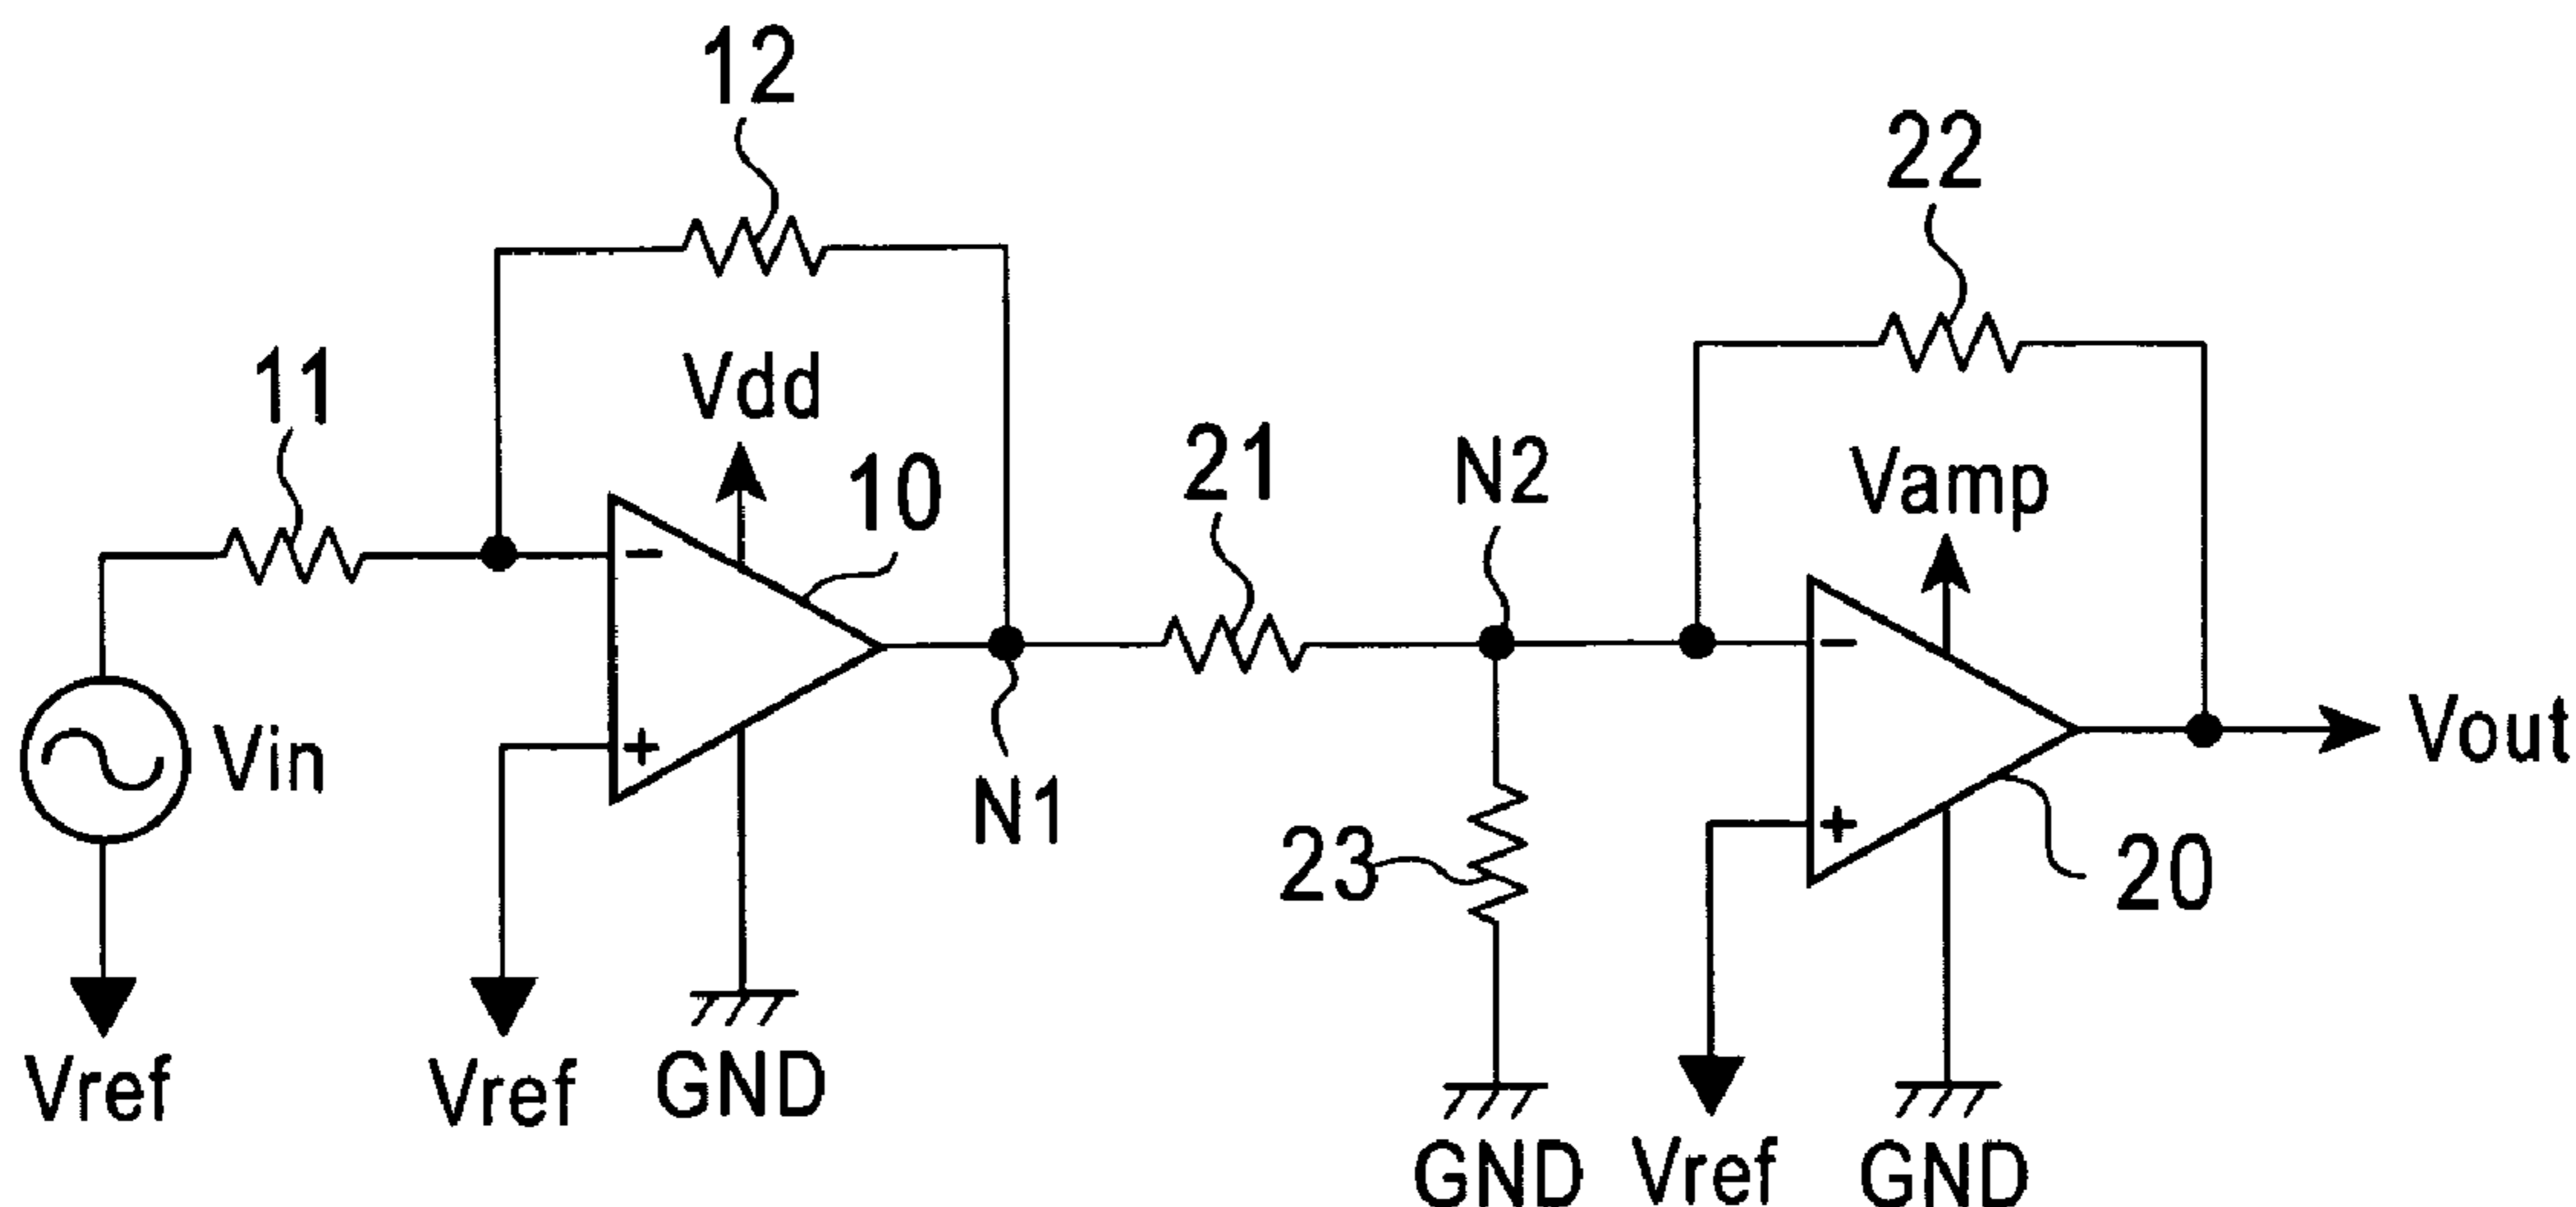 12
22
11
Vdd
10
21
N2
Vamp
-
-
Vin
+
N1
Vout
+
23
20
Vref
Vref
GND
GND
Vref
GND